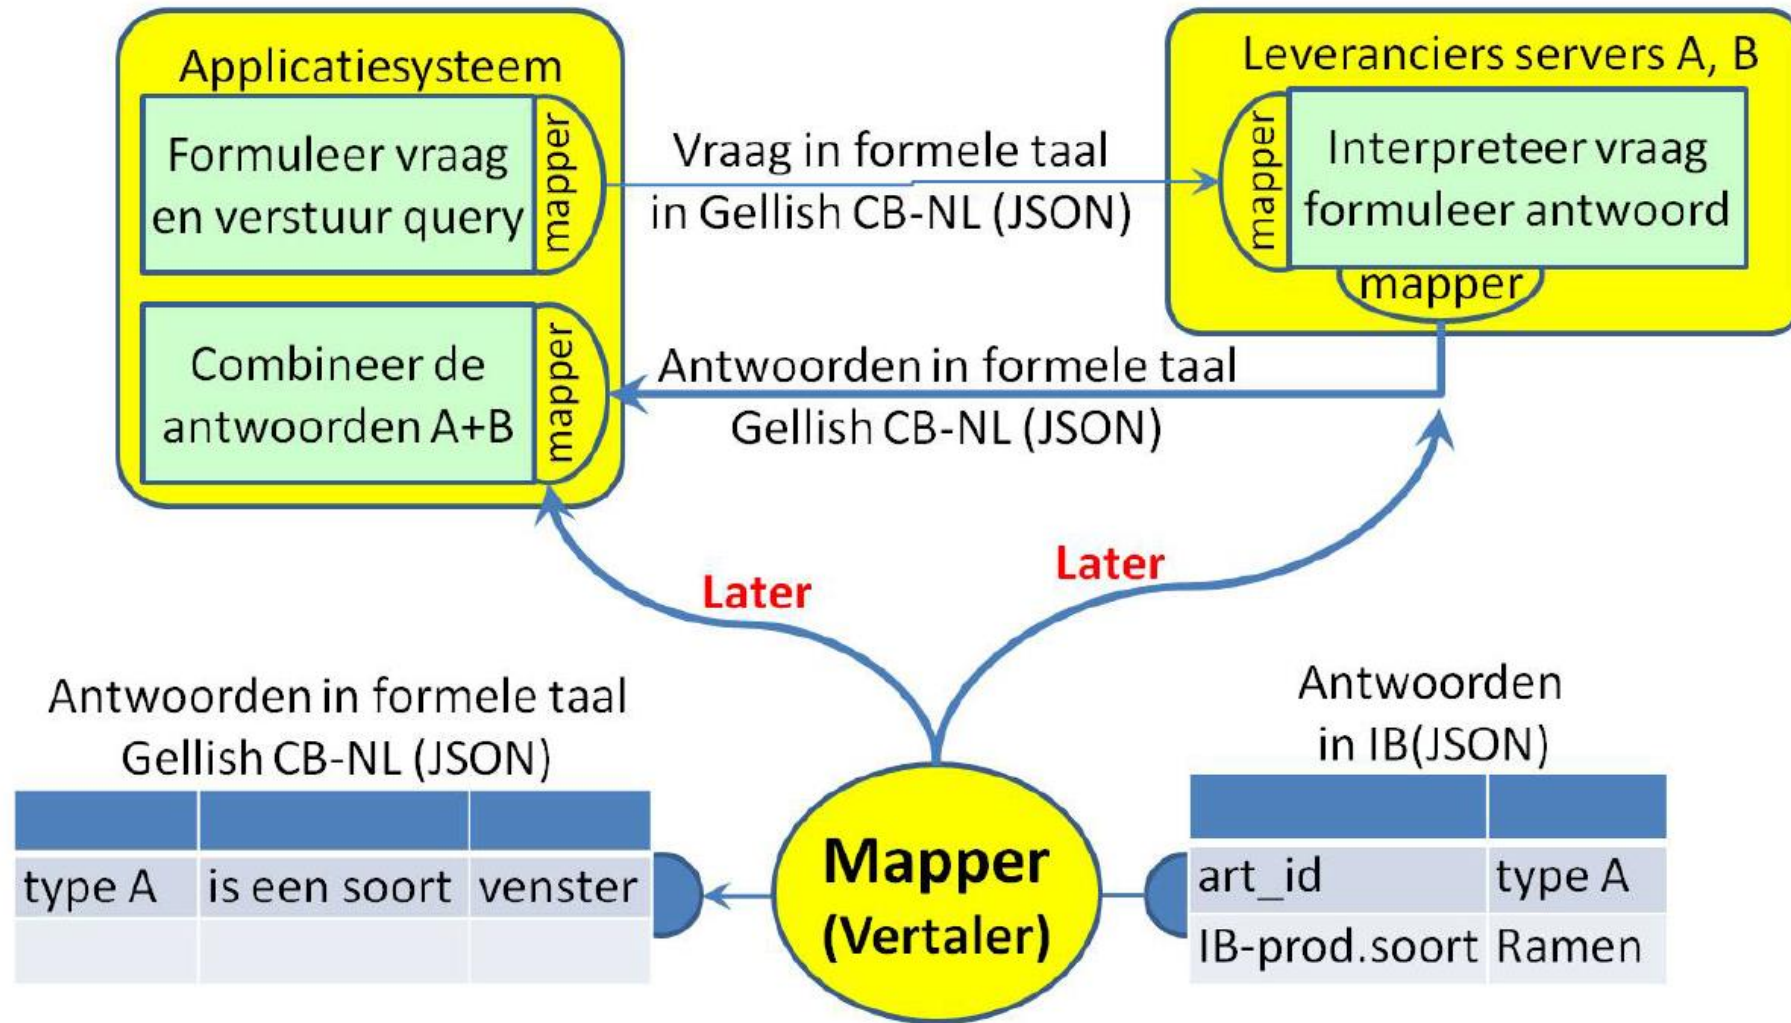 Applicatiesysteem
Formuleer vraag
en verstuur query
mapper
Vraag in formele taal
in Gellish CB-NL (JSON)
Leveranciers servers A, B
mapper
Interpreteer vraag
formuleer antwoord
mapper
Combineer de
antwoorden A+B
mapper
Antwoorden in formele taal
Gellish CB-NL (JSON)
Later
Later
Antwoorden in formele taal
Gellish CB-NL (JSON)
type A is een soort venster
Mapper
(Vertaler)
Antwoorden
in IB(JSON)
art_id type A
IB-prod.soort Ramen